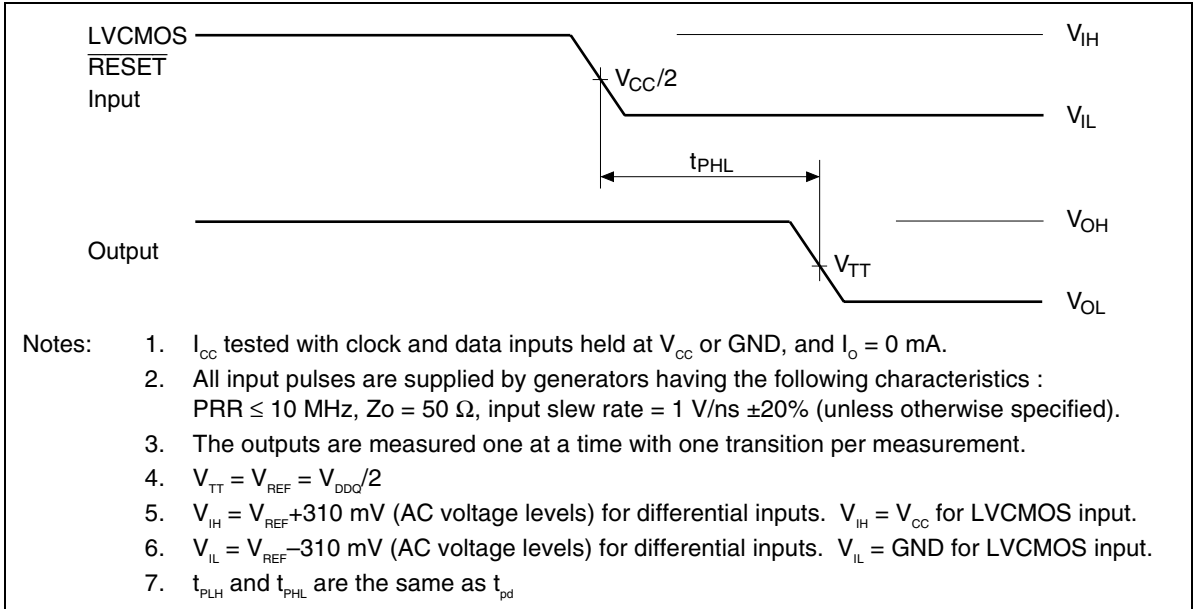 LVCMOS
RESET
Input
V_IH
V_CC/2
V_IL
t_PHL
Output
V_OH
V_TT
V_OL
Notes: 1. I_CC tested with clock and data inputs held at V_CC or GND, and I_O = 0 mA.
2. All input pulses are supplied by generators having the following characteristics :
PRR ≤ 10 MHz, Zo = 50 Ω, input slew rate = 1 V/ns ±20% (unless otherwise specified).
3. The outputs are measured one at a time with one transition per measurement.
4. V_TT = V_REF = V_DDQ/2
5. V_IH = V_REF+310 mV (AC voltage levels) for differential inputs. V_IH = V_CC for LVCMOS input.
6. V_IL = V_REF–310 mV (AC voltage levels) for differential inputs. V_IL = GND for LVCMOS input.
7. t_PLH and t_PHL are the same as t_pd